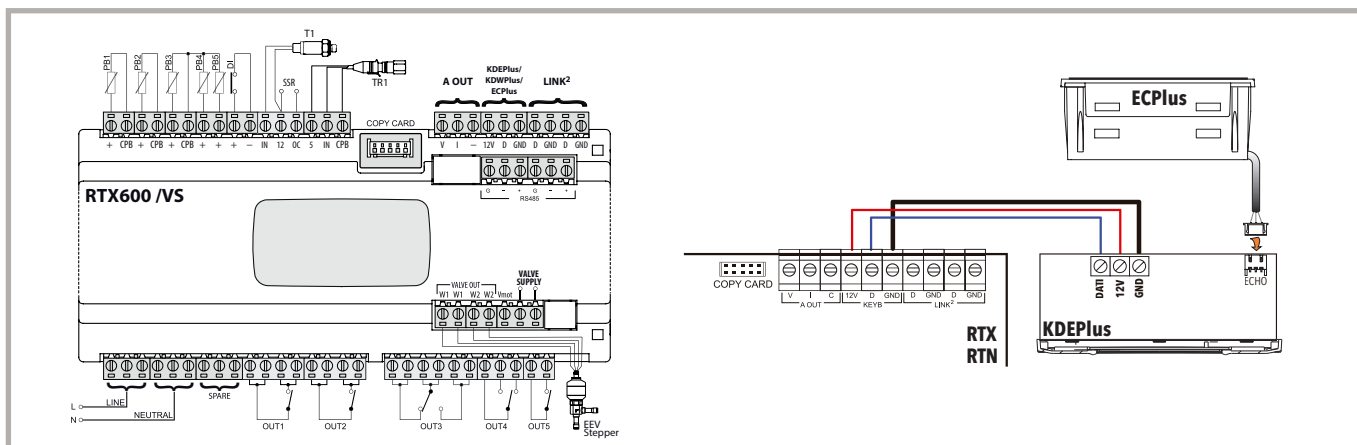 T1
PB1
PB2
PB3
PB4
PB5
DI
SSR
TR1
A OUT
KDEPlus/
KDWPlus/
ECPlus
LINK²
COPY CARD
+ CPB + CPB + CPB + + + – IN 12 OC 5 IN CPB
V I – 12V D GND D GND D GND
G – + G – +
RS485
RTX600 /VS
VALVE OUT
VALVE
SUPPLY
W1 W1 W2 W2 Vmot
LINE
NEUTRAL
SPARE
L
N
OUT1
OUT2
OUT3
OUT4
OUT5
EEV
Stepper
ECPlus
COPY CARD
V I C 12V D GND D GND D GND
A OUT
KEYB
LINK²
RTX
RTN
DATI
12V
GND
ECHO
KDEPlus